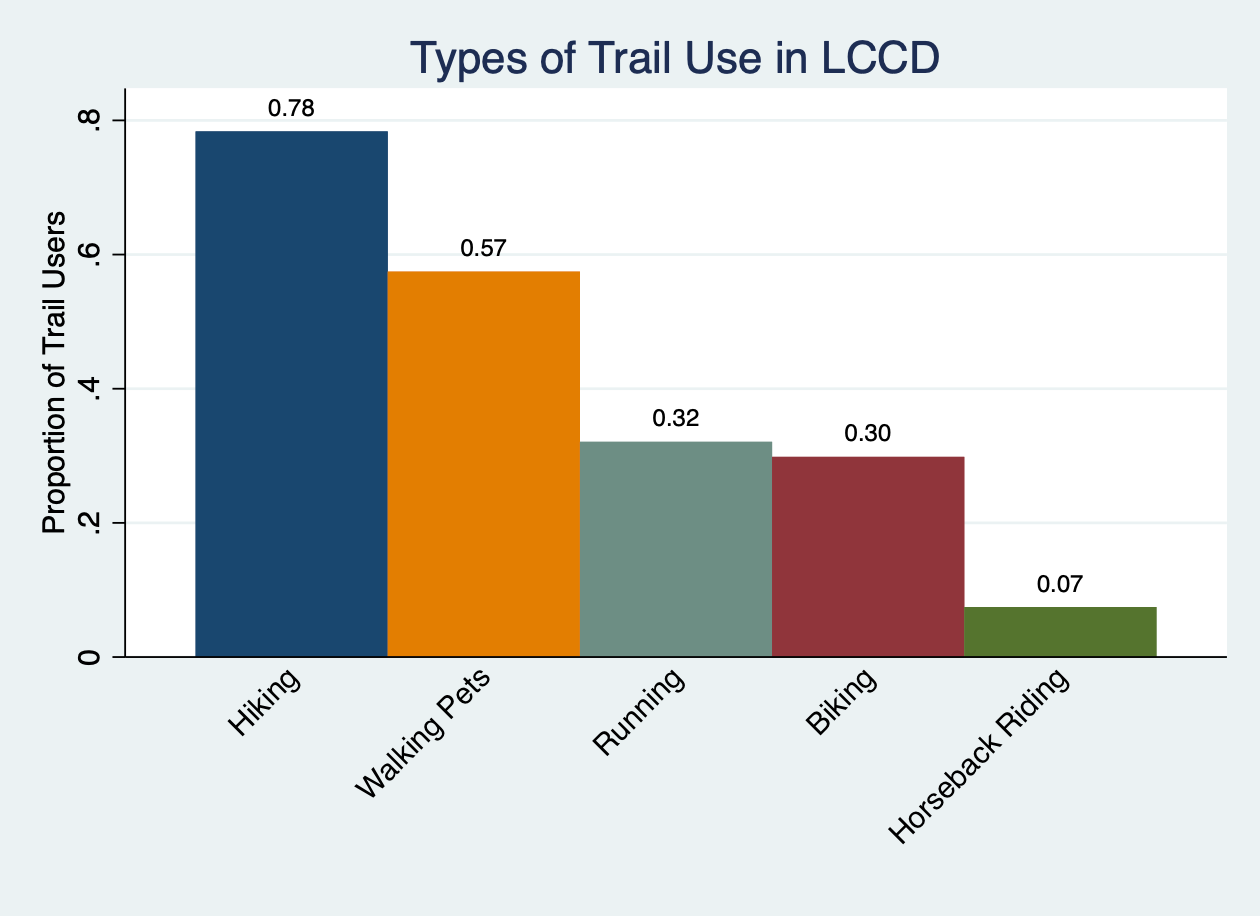 Types of Trail Use in LCCD
Proportion of Trail Users
.8
.6
.4
.2
0
0.78
0.57
0.32
0.30
0.07
Hiking
Walking Pets
Running
Biking
Horseback Riding